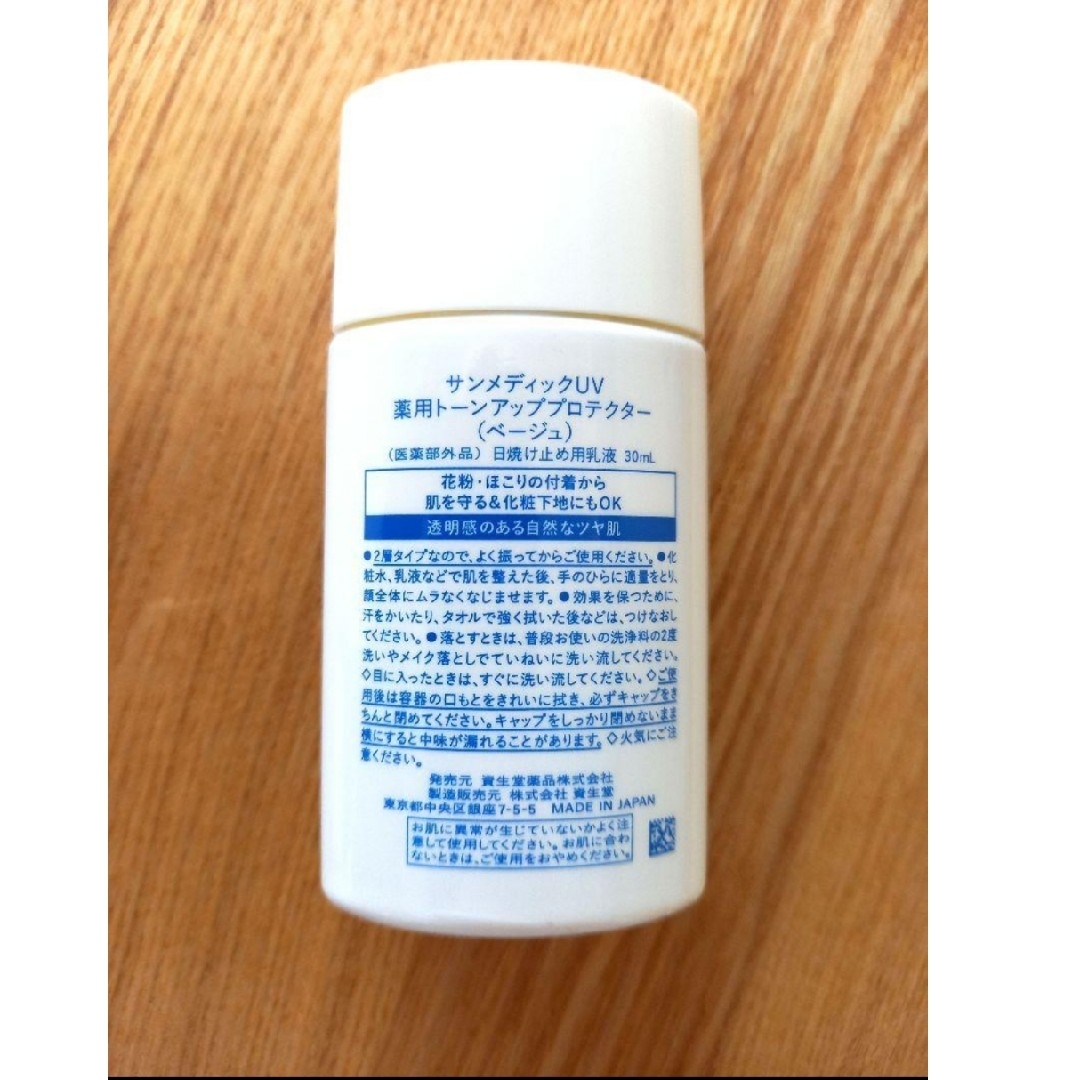 サンメディックUV
薬用トーンアッププロテクター
(ベージュ)
(医薬部外品) 日焼け止め用乳液 30mL
花粉・ほこりの付着から
肌を守る&化粧下地にもOK
透明感のある自然なツヤ肌
●2層タイプなので、よく振ってからご使用ください。●化
粧水、乳液などで肌を整えた後、手のひらに適量をとり、
顔全体にムラなくなじませます。●効果を保つために、
汗をかいたり、タオルで強く拭いた後などは、つけなおし
てください。●落とすときは、普段お使いの洗浄料の2度
洗いやメイク落としでていねいに洗い流してください。
◇目に入ったときは、すぐに洗い流してください。◇ご使
用後は容器の口もとをきれいに拭き、必ずキャップをき
ちんと閉めてください。キャップをしっかり閉めないまま
横にすると中味が漏れることがあります。◇火気にご注
意ください。
発売元 資生堂薬品株式会社
製造販売元 株式会社 資生堂
東京都中央区銀座7-5-5 MADE IN JAPAN
お肌に異常が生じていないかよく注
意して使用してください。お肌に合わ
ないときは、ご使用をおやめください。